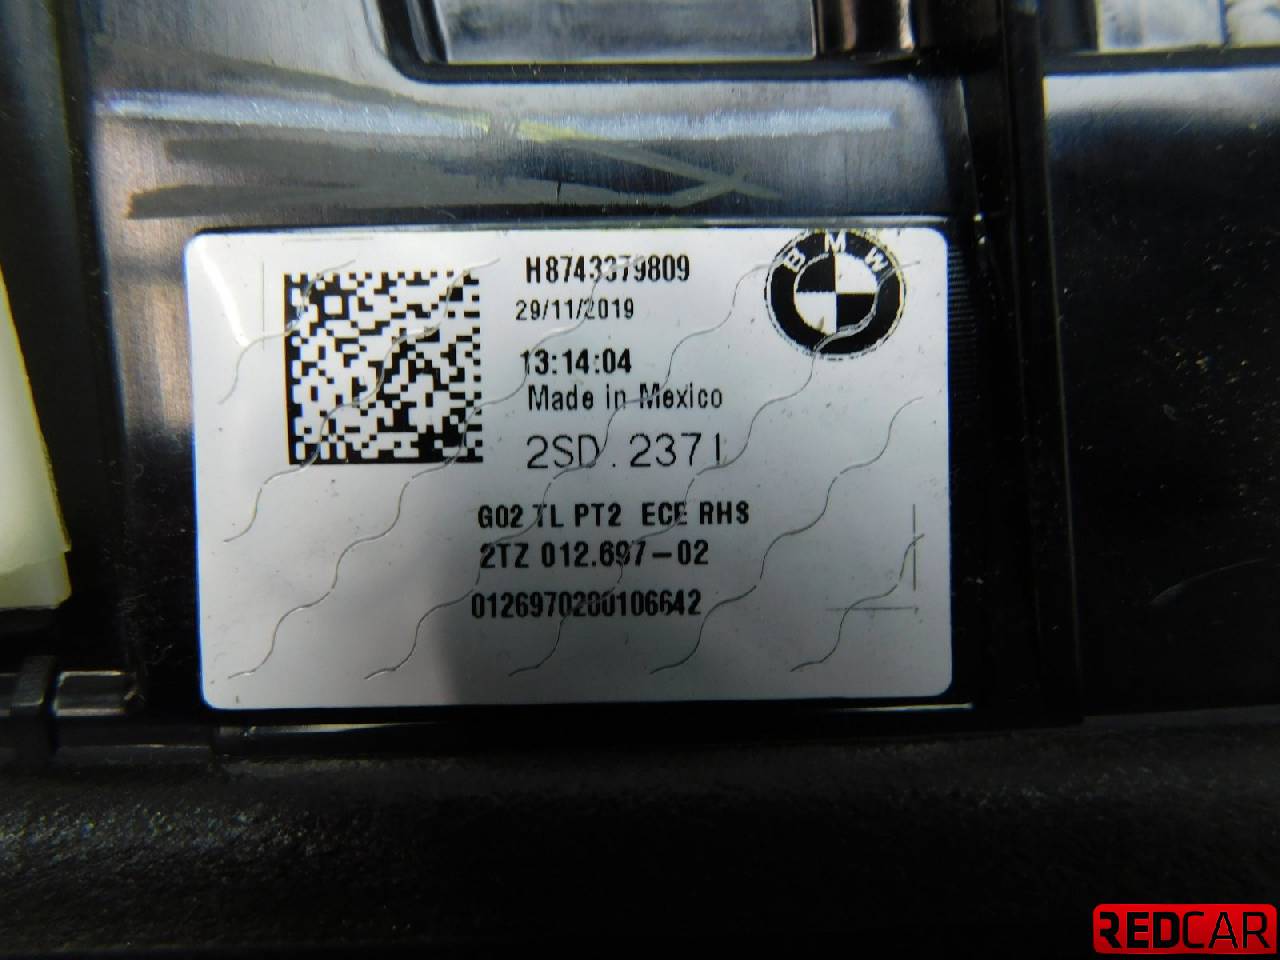 H8743379809
BMW
29/11/2019
13:14:04
Made in Mexico
2SD.2371
G02 TL PT2 ECE RHS
2TZ 012.697-02
0126970200106642
REDCAR